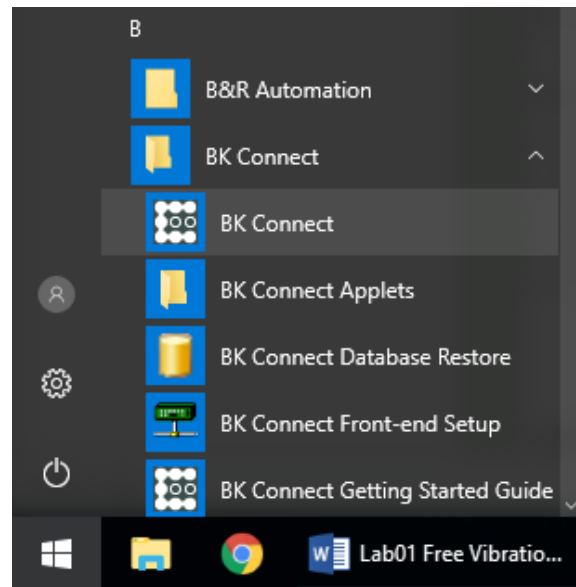 B
B&R Automation
BK Connect
BK Connect
BK Connect Applets
BK Connect Database Restore
BK Connect Front-end Setup
BK Connect Getting Started Guide
Lab01 Free Vibratio...